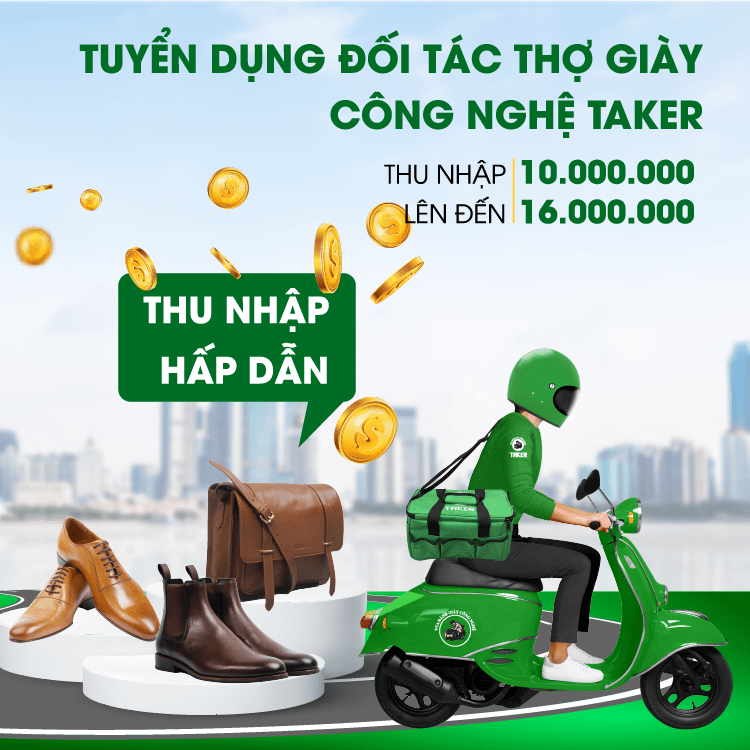 TUYỂN DỤNG ĐỐI TÁC THỢ GIÀY
CÔNG NGHỆ TAKER
THU NHẬP 10.000.000
LÊN ĐẾN 16.000.000
THU NHẬP
HẤP DẪN
TAKER
TAKER